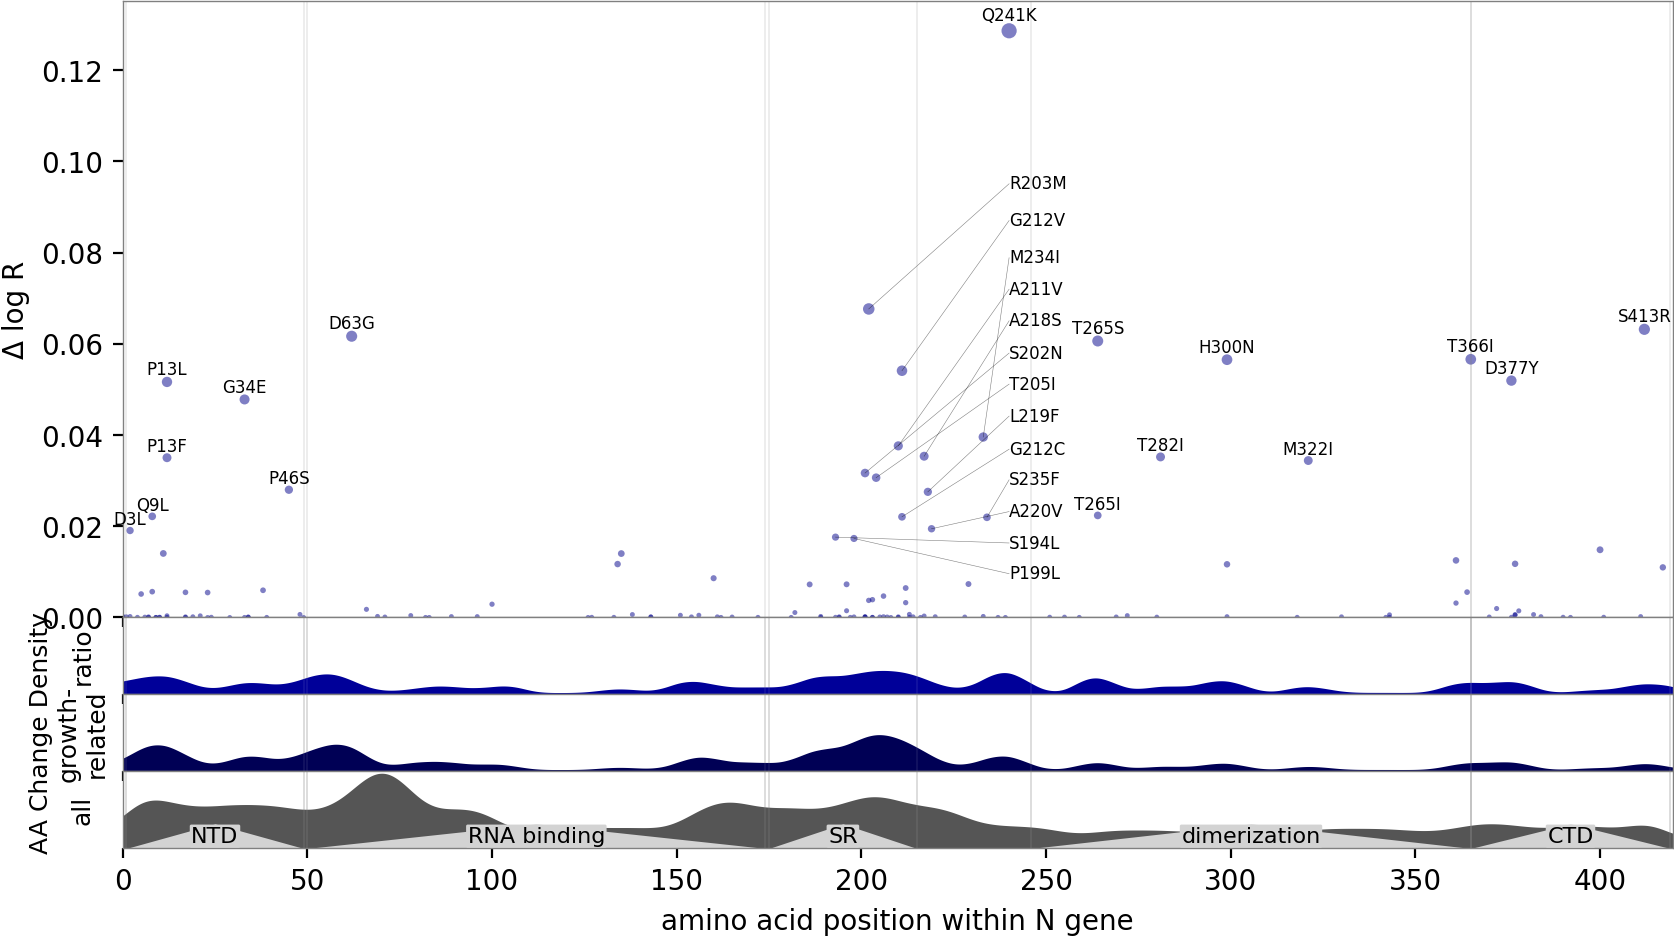 Q241K
0.12
0.10
R203M
G212V
0.08
M234I
A211V
A218S
S413R
D63G
T265S
0.06
Δ log R
S202N
H300N
T366I
D377Y
P13L
G34E
T205I
L219F
0.04
P13F
T282I
M322I
G212C
P46S
S235F
Q9L
D3L
0.02
A220V
T265I
S194L
P199L
0.00
AA Change Density
ratio
growth-
related
all
NTD
RNA binding
SR
dimerization
CTD
0 50 100 150 200 250 300 350 400
amino acid position within N gene